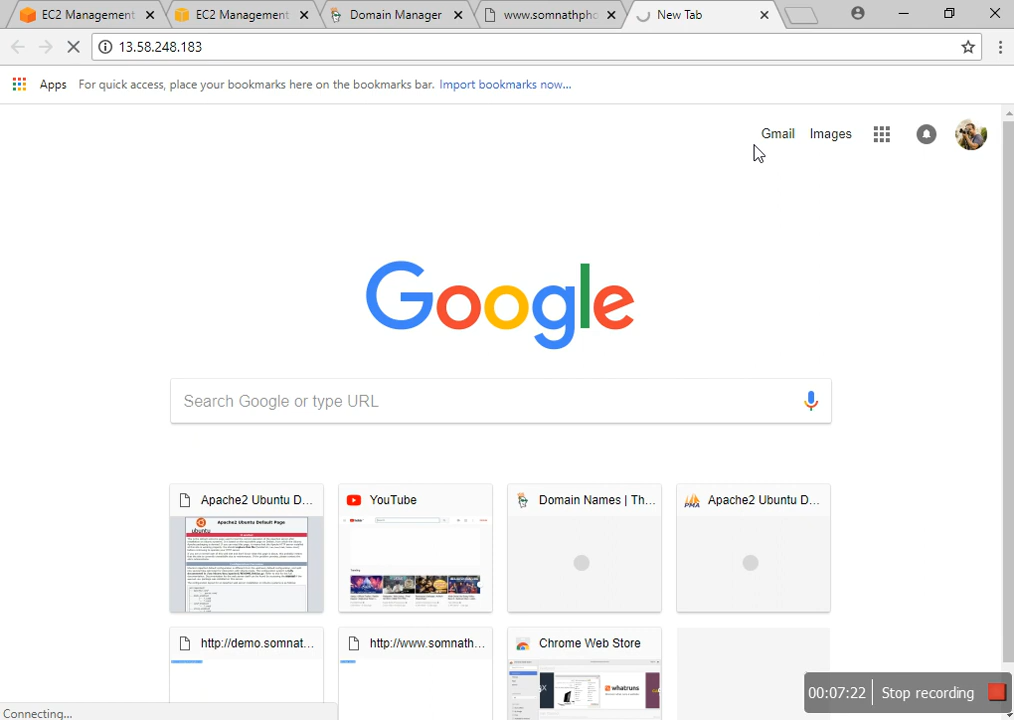 EC2 Management
EC2 Management
Domain Manager
www.somnathpho
New Tab
13.58.248.183
Apps
For quick access, place your bookmarks here on the bookmarks bar. Import bookmarks now...
Gmail
Images
Google
Search Google or type URL
Apache2 Ubuntu D...
YouTube
Domain Names | Th...
Apache2 Ubuntu D...
Apache2 Ubuntu Default Page
ubuntu
http://demo.somnat...
http://www.somnath...
Chrome Web Store
whatruns
00:07:22
Stop recording
Connecting...